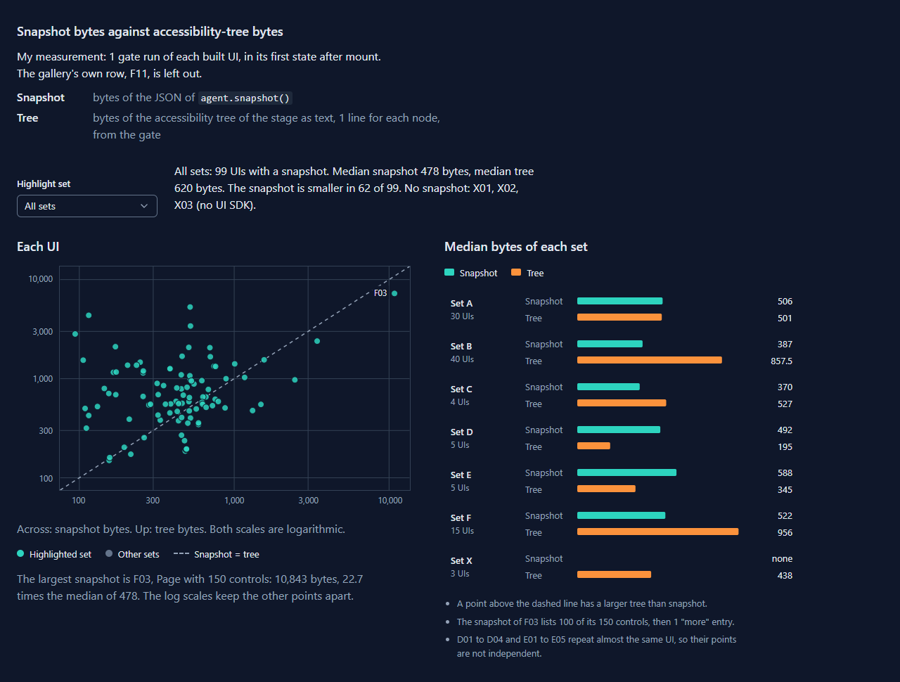 Snapshot bytes against accessibility-tree bytes
My measurement: 1 gate run of each built UI, in its first state after mount.
The gallery's own row, F11, is left out.
Snapshot bytes of the JSON of agent.snapshot()
Tree bytes of the accessibility tree of the stage as text, 1 line for each node,
from the gate
Highlight set
All sets
All sets: 99 UIs with a snapshot. Median snapshot 478 bytes, median tree
620 bytes. The snapshot is smaller in 62 of 99. No snapshot: X01, X02,
X03 (no UI SDK).
Each UI
10,000
3,000
1,000
300
100
F03
100 300 1,000 3,000 10,000
Across: snapshot bytes. Up: tree bytes. Both scales are logarithmic.
Highlighted set Other sets Snapshot = tree
The largest snapshot is F03, Page with 150 controls: 10,843 bytes, 22.7
times the median of 478. The log scales keep the other points apart.
Median bytes of each set
Snapshot Tree
Set A Snapshot 506
30 UIs Tree 501
Set B Snapshot 387
40 UIs Tree 857.5
Set C Snapshot 370
4 UIs Tree 527
Set D Snapshot 492
5 UIs Tree 195
Set E Snapshot 588
5 UIs Tree 345
Set F Snapshot 522
15 UIs Tree 956
Set X Snapshot none
3 UIs Tree 438
• A point above the dashed line has a larger tree than snapshot.
• The snapshot of F03 lists 100 of its 150 controls, then 1 "more" entry.
• D01 to D04 and E01 to E05 repeat almost the same UI, so their points
are not independent.